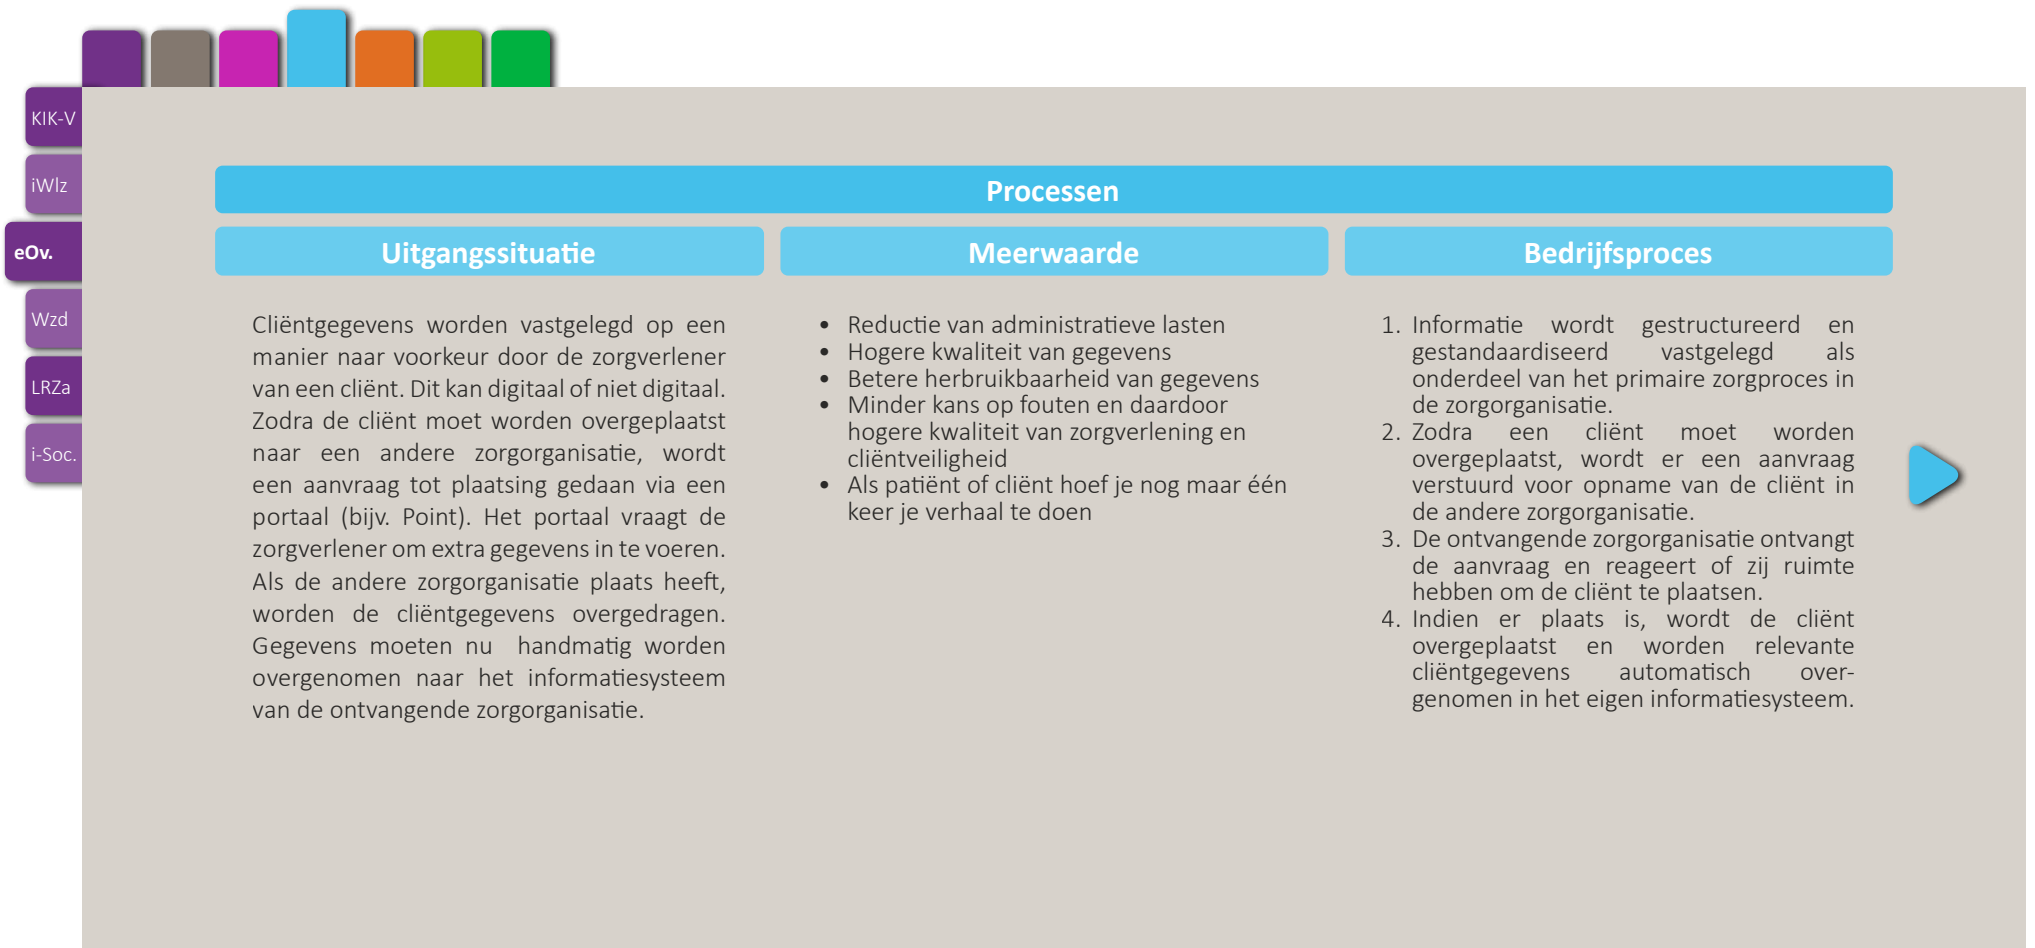 KIK-V
iWlz
eOv.
Wzd
LRZa
i-Soc.
Processen
Uitgangssituatie
Cliëntgegevens worden vastgelegd op een
manier naar voorkeur door de zorgverlener
van een cliënt. Dit kan digitaal of niet digitaal.
Zodra de cliënt moet worden overgeplaatst
naar een andere zorgorganisatie, wordt
een aanvraag tot plaatsing gedaan via een
portaal (bijv. Point). Het portaal vraagt de
zorgverlener om extra gegevens in te voeren.
Als de andere zorgorganisatie plaats heeft,
worden de cliëntgegevens overgedragen.
Gegevens moeten nu handmatig worden
overgenomen naar het informatiesysteem
van de ontvangende zorgorganisatie.
Meerwaarde
• Reductie van administratieve lasten
• Hogere kwaliteit van gegevens
• Betere herbruikbaarheid van gegevens
• Minder kans op fouten en daardoor
hogere kwaliteit van zorgverlening en
cliëntveiligheid
• Als patiënt of cliënt hoef je nog maar één
keer je verhaal te doen
Bedrijfsproces
1. Informatie wordt gestructureerd en
gestandaardiseerd vastgelegd als
onderdeel van het primaire zorgproces in
de zorgorganisatie.
2. Zodra een cliënt moet worden
overgeplaatst, wordt er een aanvraag
verstuurd voor opname van de cliënt in
de andere zorgorganisatie.
3. De ontvangende zorgorganisatie ontvangt
de aanvraag en reageert of zij ruimte
hebben om de cliënt te plaatsen.
4. Indien er plaats is, wordt de cliënt
overgeplaatst en worden relevante
cliëntgegevens automatisch over-
genomen in het eigen informatiesysteem.